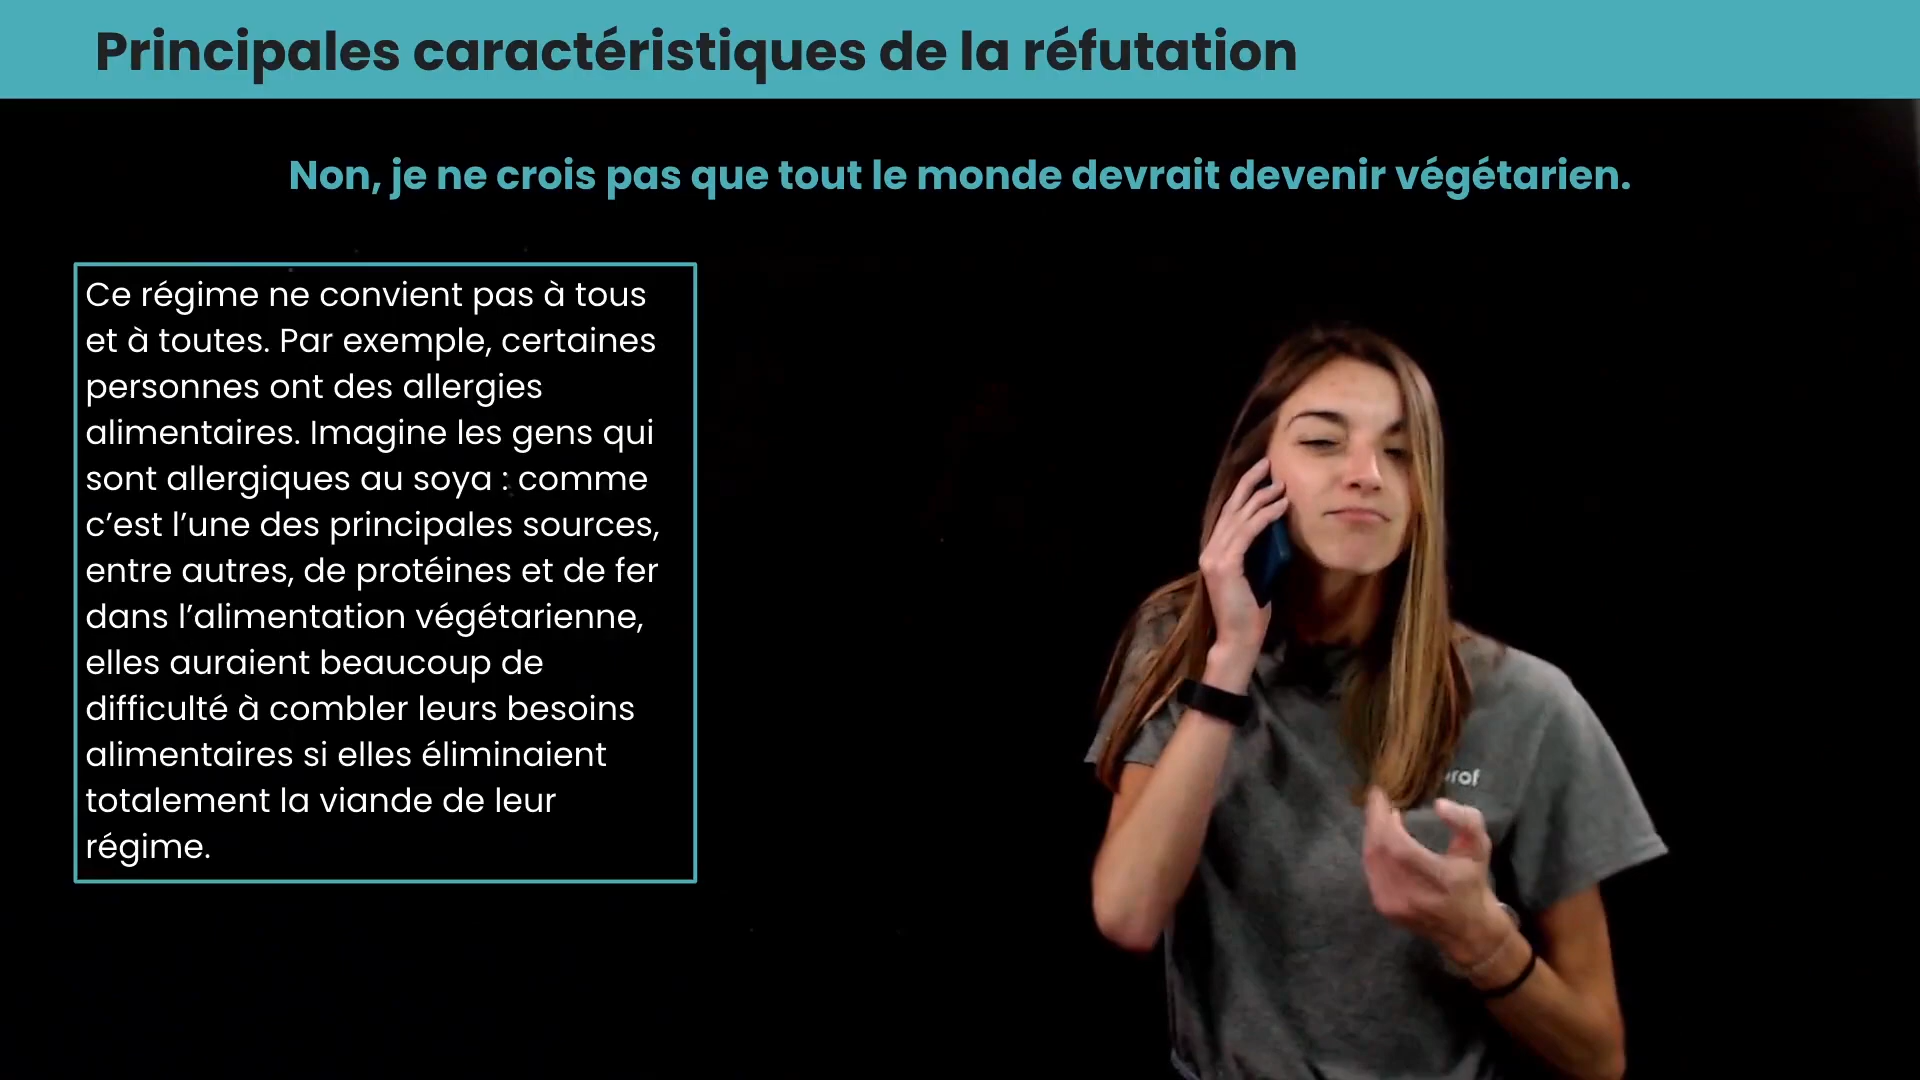 Principales caractéristiques de la réfutation
Non, je ne crois pas que tout le monde devrait devenir végétarien.
Ce régime ne convient pas à tous
et à toutes. Par exemple, certaines
personnes ont des allergies
alimentaires. Imagine les gens qui
sont allergiques au soya : comme
c’est l’une des principales sources,
entre autres, de protéines et de fer
dans l’alimentation végétarienne,
elles auraient beaucoup de
difficulté à combler leurs besoins
alimentaires si elles éliminaient
totalement la viande de leur
régime.